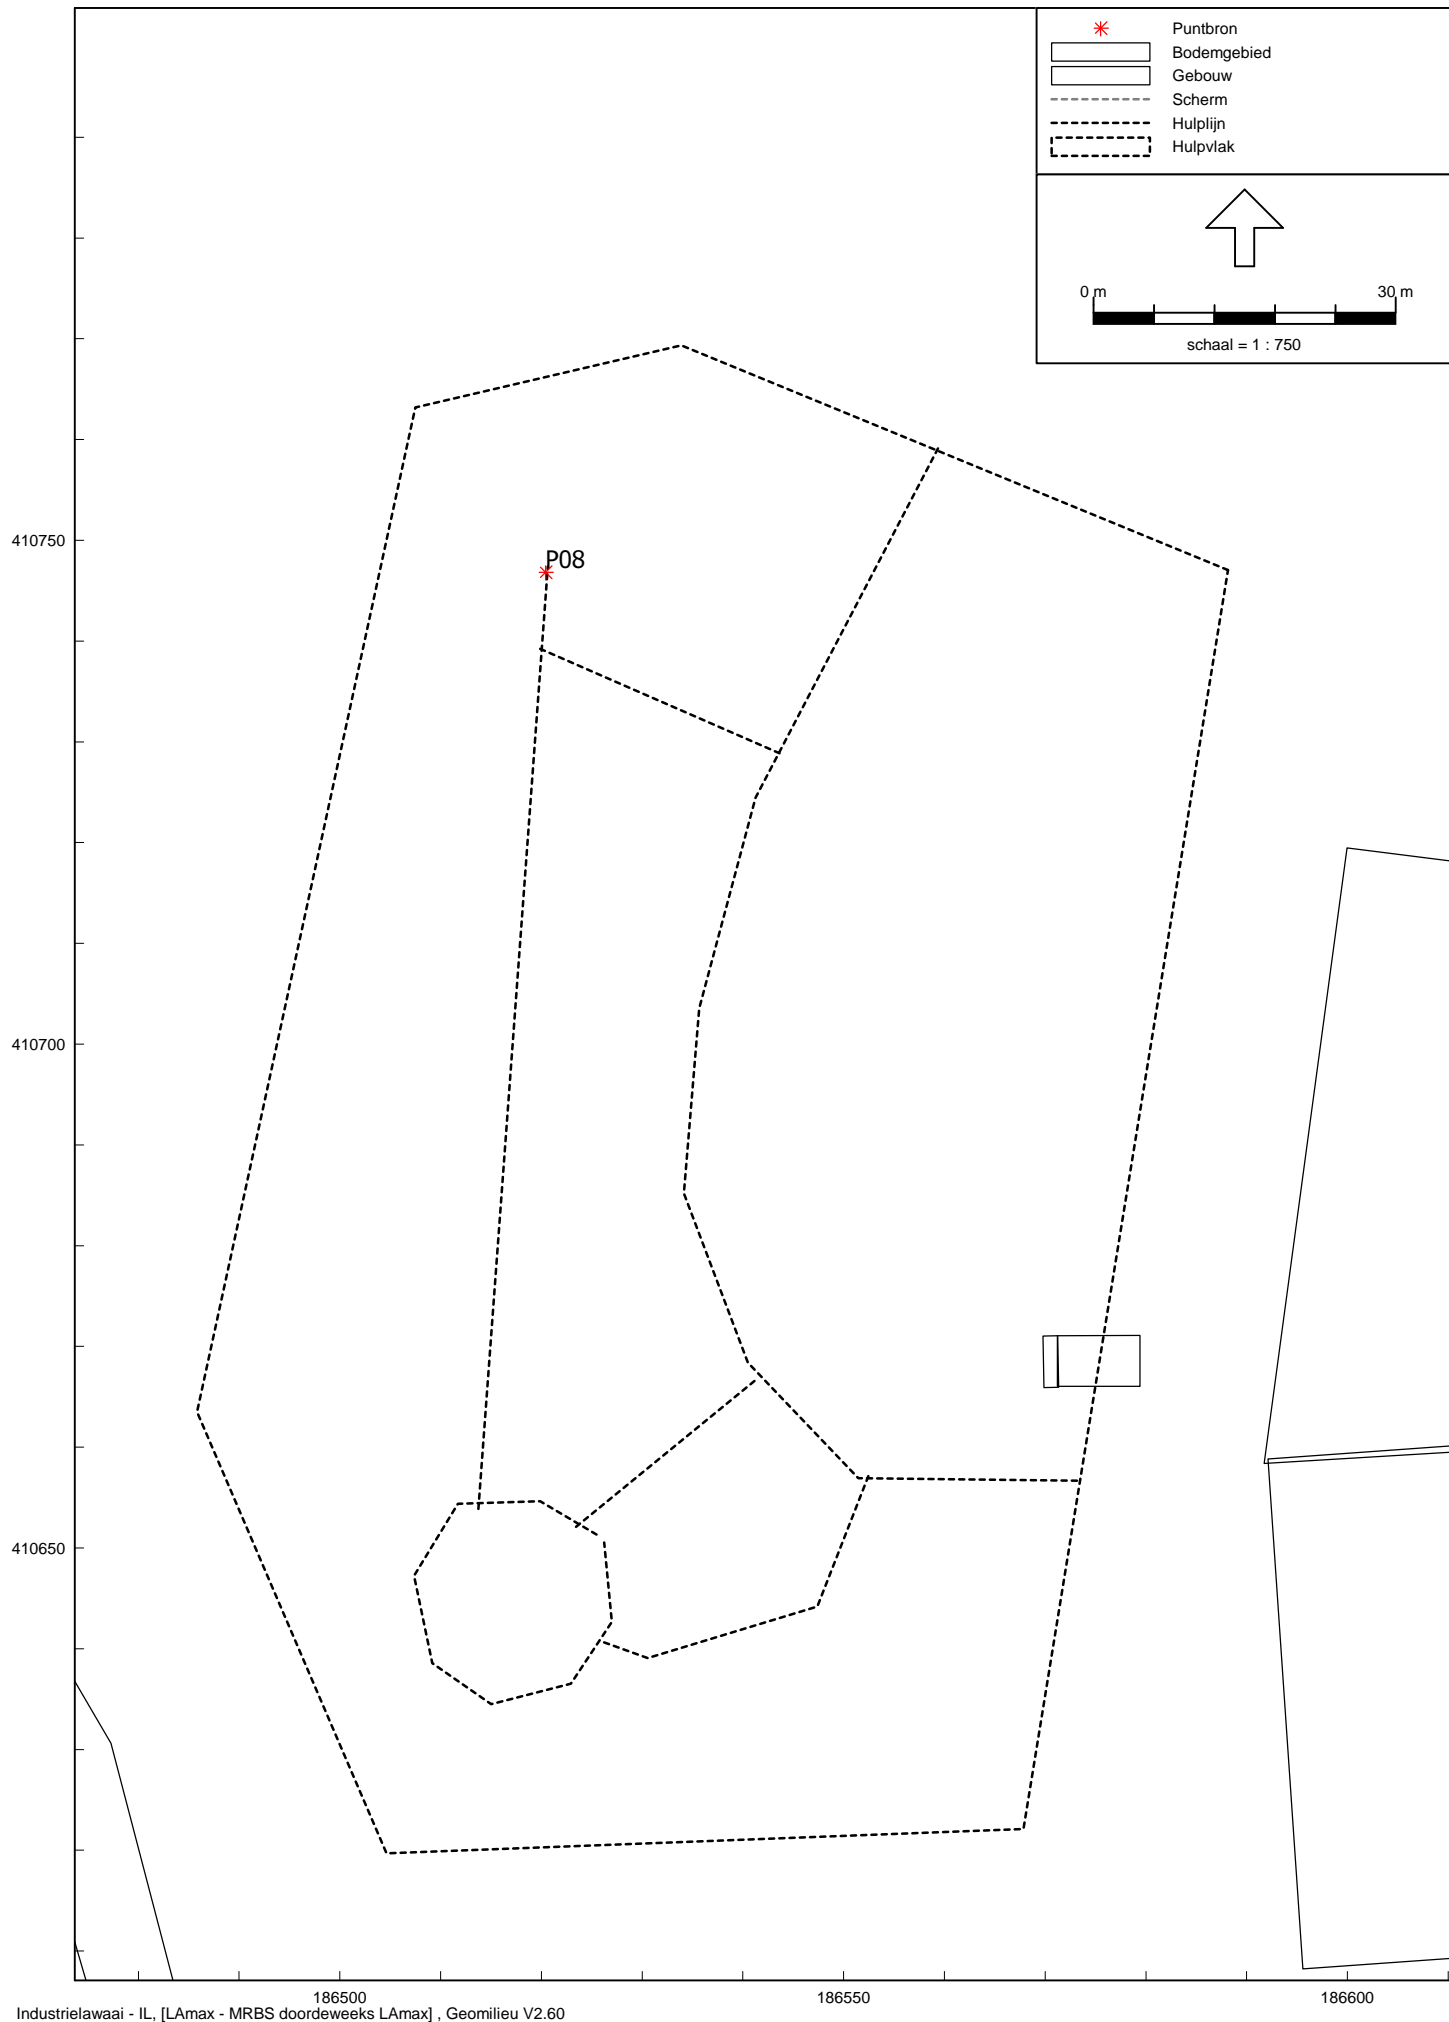 Puntbron
Bodemgebied
Gebouw
Scherm
Hulplijn
Hulpvlak
0 m 30 m
schaal = 1 : 750
410750
P08
410700
410650
186500 186550 186600
Industrielawaai - IL, [LAmax - MRBS doordeweeks LAmax] , Geomilieu V2.60